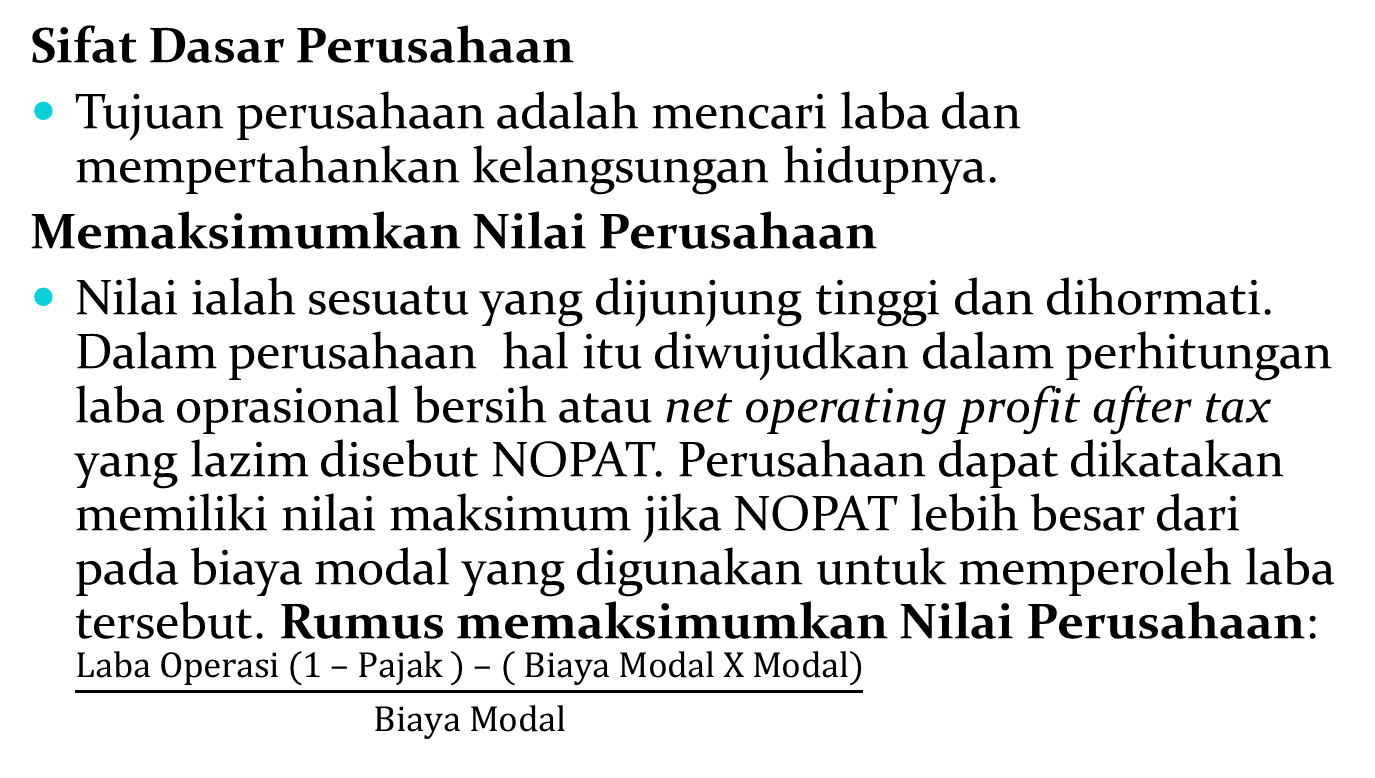 Sifat Dasar Perusahaan
• Tujuan perusahaan adalah mencari laba dan
mempertahankan kelangsungan hidupnya.
Memaksimumkan Nilai Perusahaan
• Nilai ialah sesuatu yang dijunjung tinggi dan dihormati.
Dalam perusahaan  hal itu diwujudkan dalam perhitungan
laba oprasional bersih atau net operating profit after tax
yang lazim disebut NOPAT. Perusahaan dapat dikatakan
memiliki nilai maksimum jika NOPAT lebih besar dari
pada biaya modal yang digunakan untuk memperoleh laba
tersebut. Rumus memaksimumkan Nilai Perusahaan:
Laba Operasi (1 – Pajak ) – ( Biaya Modal X Modal)
Biaya Modal